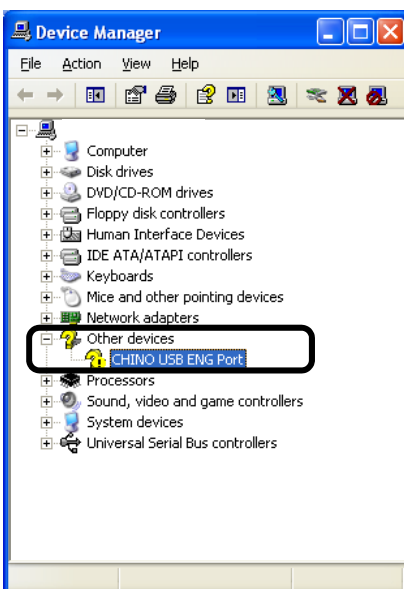 Device Manager
File Action View Help
Computer
Disk drives
DVD/CD-ROM drives
Floppy disk controllers
Human Interface Devices
IDE ATA/ATAPI controllers
Keyboards
Mice and other pointing devices
Network adapters
Other devices
CHINO USB ENG Port
Processors
Sound, video and game controllers
System devices
Universal Serial Bus controllers